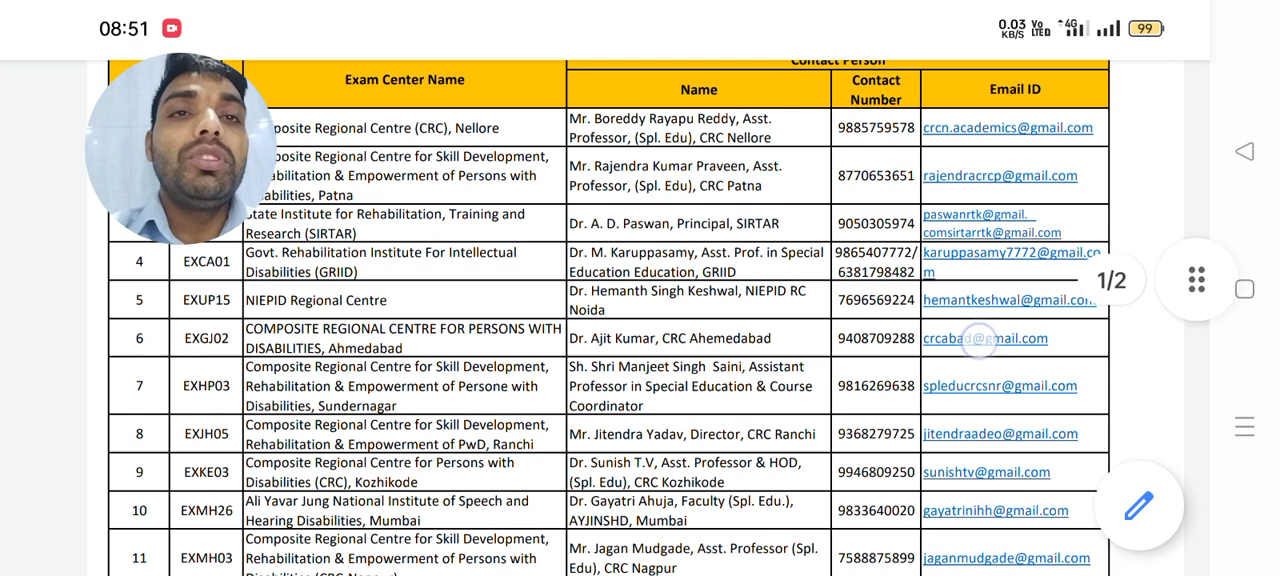 08:51
0.03 KB/S Vo LTE 4G 99
Contact Person
Exam Center Name
Name
Contact
Number
Email ID
Regional Centre (CRC), Nellore
Mr. Boreddy Rayapu Reddy, Asst.
Professor, (Spl. Edu), CRC Nellore
9885759578
crcn.academics@gmail.com
Regional Centre for Skill Development,
& Empowerment of Persons with
Patna
Mr. Rajendra Kumar Praveen, Asst.
Professor, (Spl. Edu), CRC Patna
8770653651
rajendracrcp@gmail.com
State Institute for Rehabilitation, Training and
Research (SIRTAR)
Dr. A. D. Paswan, Principal, SIRTAR
9050305974
paswanrtk@gmail.
comsirtarrtk@gmail.com
4
EXCA01
Govt. Rehabilitation Institute For Intellectual
Disabilities (GRIID)
Dr. M. Karuppasamy, Asst. Prof. in Special
Education Education, GRIID
9865407772/
6381798482
karuppasamy7772@gmail.co
m
1/2
5
EXUP15
NIEPID Regional Centre
Dr. Hemanth Singh Keshwal, NIEPID RC
Noida
7696569224
hemantkeshwal@gmail.com
6
EXGJ02
COMPOSITE REGIONAL CENTRE FOR PERSONS WITH
DISABILITIES, Ahmedabad
Dr. Ajit Kumar, CRC Ahemedabad
9408709288
crcabad@gmail.com
7
EXHP03
Composite Regional Centre for Skill Development,
Rehabilitation & Empowerment of Persone with
Disabilities, Sundernagar
Sh. Shri Manjeet Singh Saini, Assistant
Professor in Special Education & Course
Coordinator
9816269638
spleducrcsnr@gmail.com
8
EXJH05
Composite Regional Centre for Skill Development,
Rehabilitation & Empowerment of PwD, Ranchi
Mr. Jitendra Yadav, Director, CRC Ranchi
9368279725
jitendraadeo@gmail.com
9
EXKE03
Composite Regional Centre for Persons with
Disabilities (CRC), Kozhikode
Dr. Sunish T.V, Asst. Professor & HOD,
(Spl. Edu), CRC Kozhikode
9946809250
sunishtv@gmail.com
10
EXMH26
Ali Yavar Jung National Institute of Speech and
Hearing Disabilities, Mumbai
Dr. Gayatri Ahuja, Faculty (Spl. Edu.),
AYJINSHD, Mumbai
9833640020
gayatrinihh@gmail.com
11
EXMH03
Composite Regional Centre for Skill Development,
Rehabilitation & Empowerment of Persons with
Disabilities (CRC Nagpur)
Mr. Jagan Mudgade, Asst. Professor (Spl.
Edu), CRC Nagpur
7588875899
jaganmudgade@gmail.com